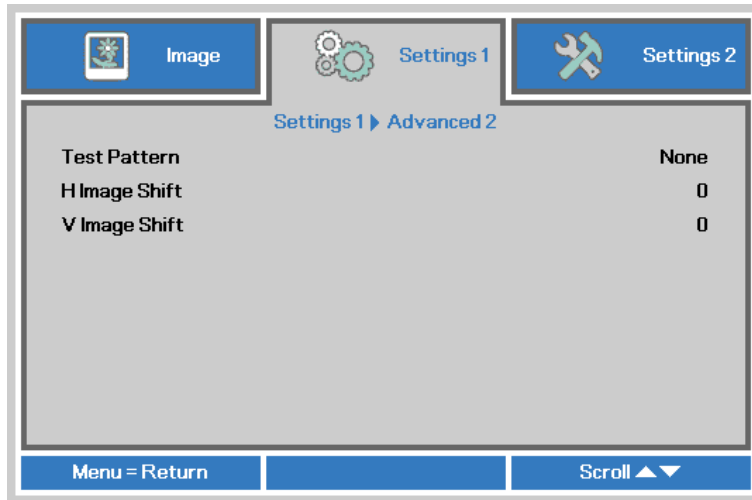 Image
Settings 1
Settings 2
Settings 1 ▶ Advanced 2
Test Pattern None
H Image Shift 0
V Image Shift 0
Menu = Return
Scroll ▲▼